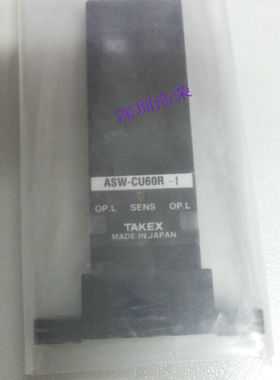 ASW-CU60R -1
OP.L SENS OP.L
TAKEX
MADE IN JAPAN